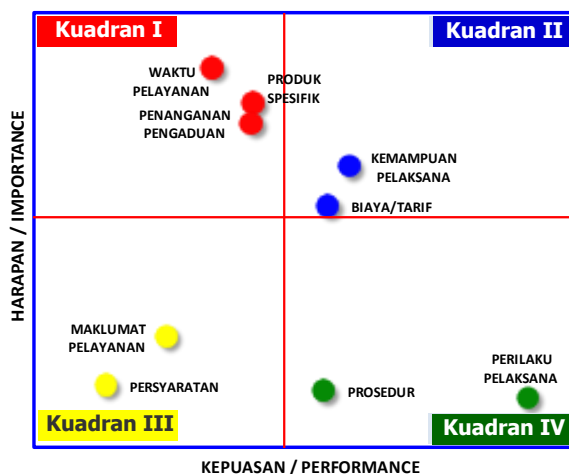 Kuadran I
Kuadran II
WAKTU
PELAYANAN
PRODUK
SPESIFIK
PENANGANAN
PENGADUAN
KEMAMPUAN
PELAKSANA
BIAYA/TARIF
HARAPAN / IMPORTANCE
MAKLUMAT
PELAYANAN
PERSYARATAN
PROSEDUR
PERILAKU
PELAKSANA
Kuadran III
Kuadran IV
KEPUASAN / PERFORMANCE